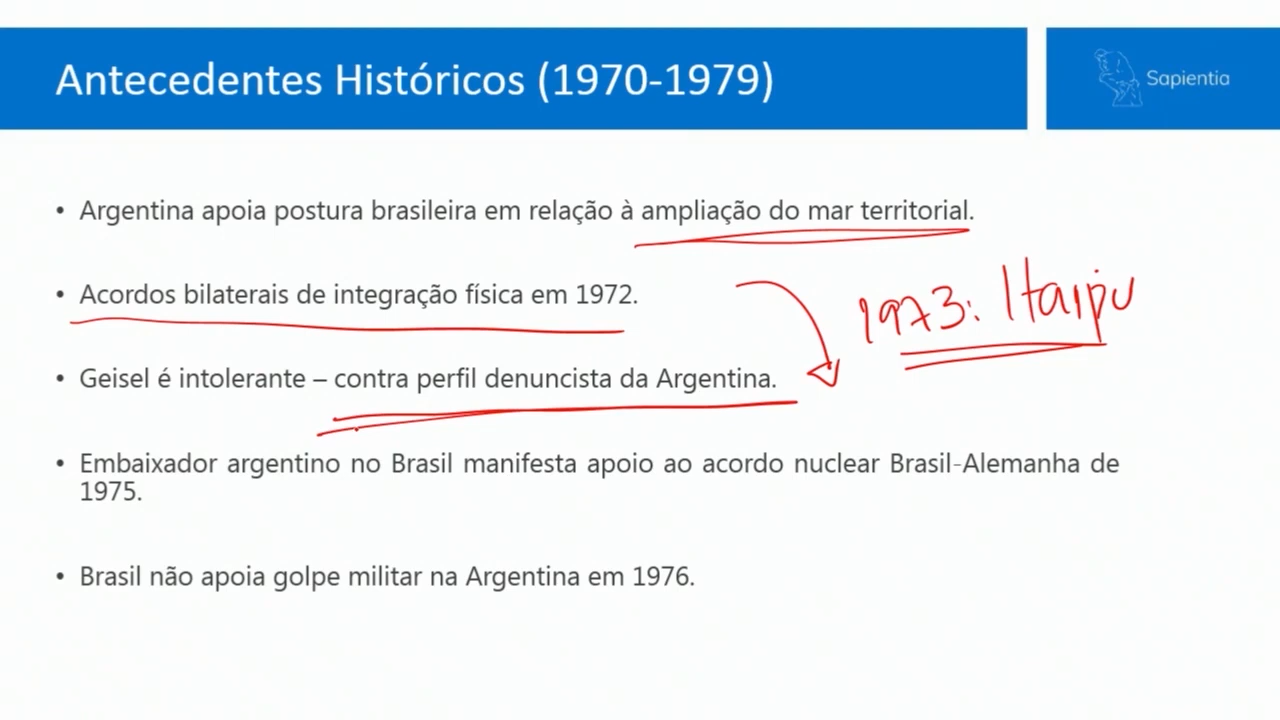 Antecedentes Históricos (1970-1979)
Sapientia
• Argentina apoia postura brasileira em relação à ampliação do mar territorial.
• Acordos bilaterais de integração física em 1972.
1973: Itaipu
• Geisel é intolerante – contra perfil denuncista da Argentina.
• Embaixador argentino no Brasil manifesta apoio ao acordo nuclear Brasil-Alemanha de
1975.
• Brasil não apoia golpe militar na Argentina em 1976.